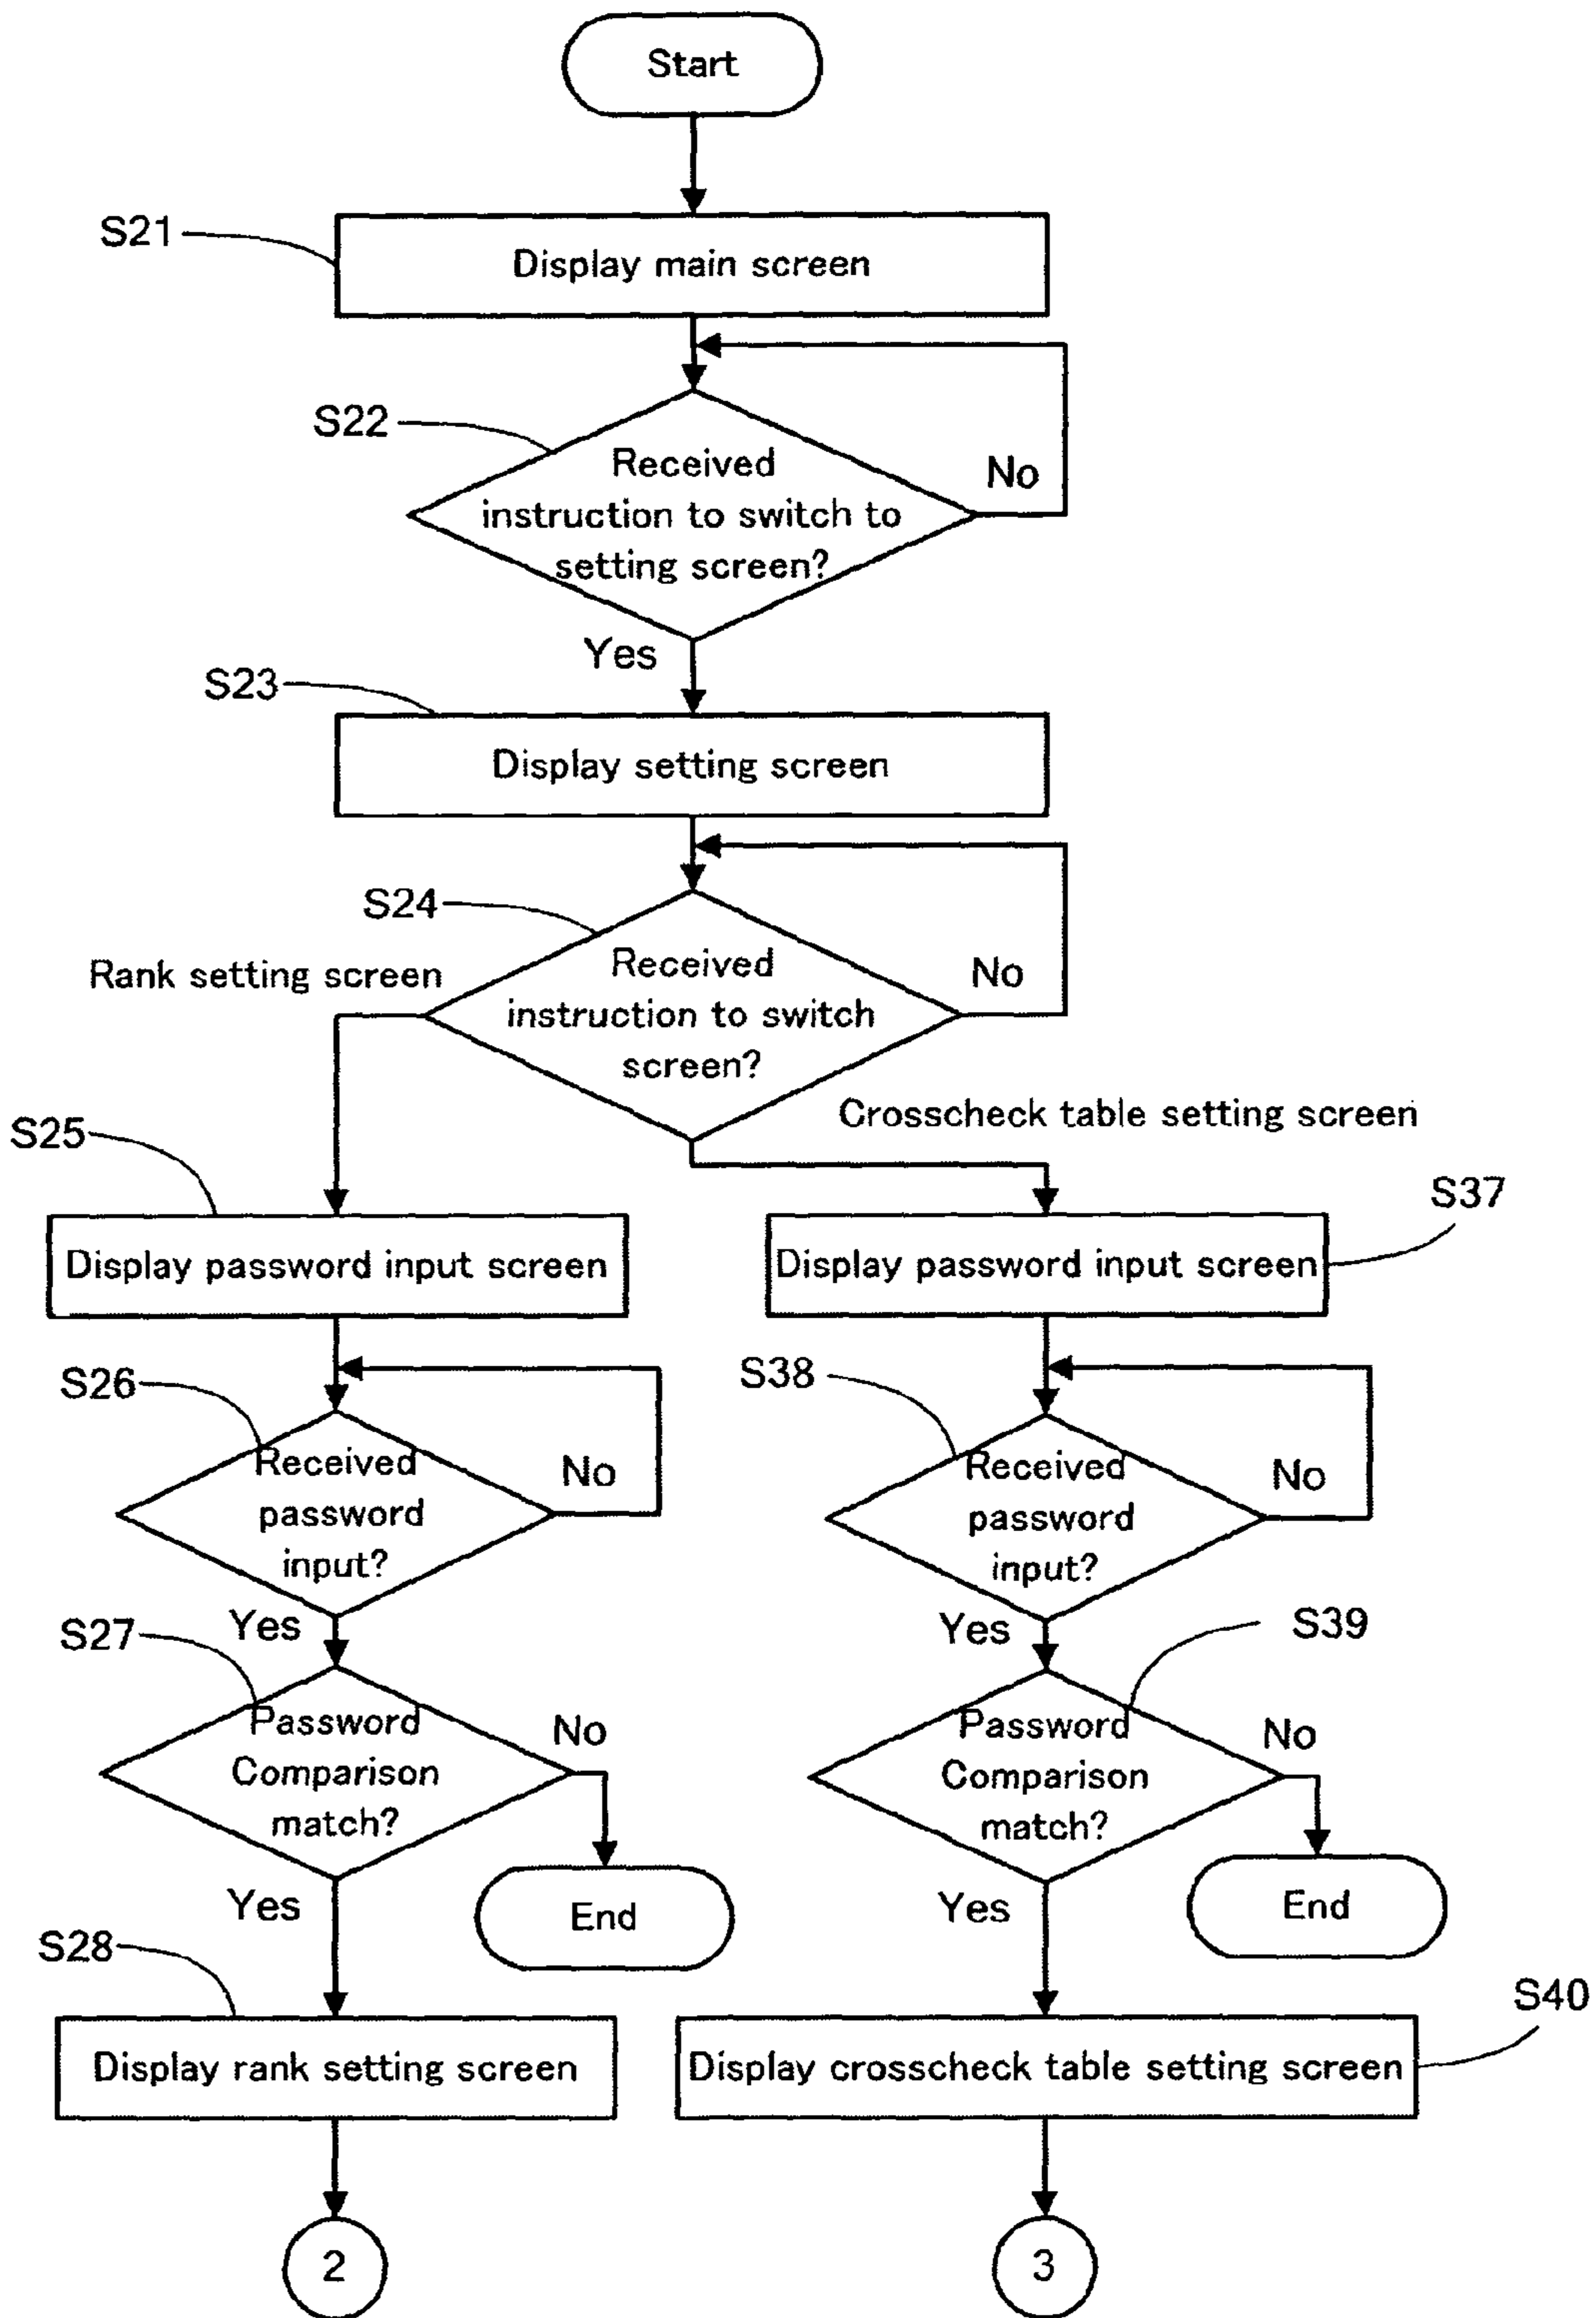 Start
S21
Display main screen
S22
Received
instruction to switch to
setting screen?
No
Yes
S23
Display setting screen
S24
Rank setting screen
Received
instruction to switch
screen?
No
Crosscheck table setting screen
S25
Display password input screen
S37
Display password input screen
S26
Received
password
input?
No
Yes
S38
Received
password
input?
No
Yes
S27
Password
Comparison
match?
No
End
Yes
S39
Password
Comparison
match?
No
End
Yes
S28
Display rank setting screen
S40
Display crosscheck table setting screen
2
3